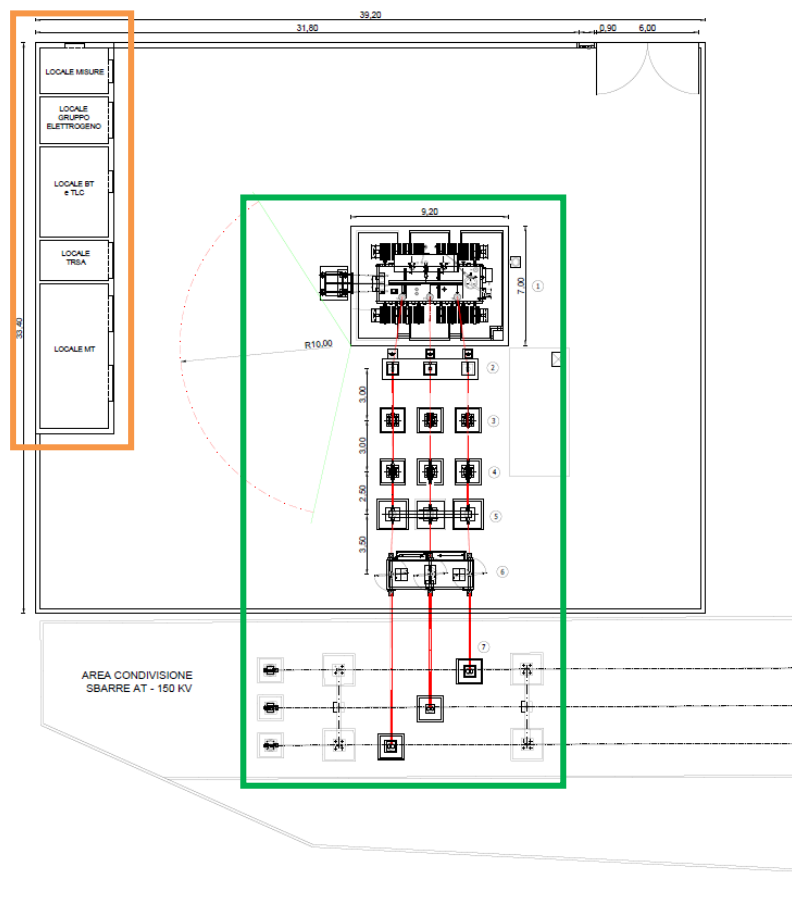 39,20
31,80
0,90
6,00
LOCALE MISURE
LOCALE
GRUPPO
ELETTROGENO
LOCALE BT
e TLC
LOCALE
TRSA
LOCALE MT
33,40
9,20
7,00
1
R10,00
2
3,00
3
3,00
4
2,50
5
3,50
6
7
AREA CONDIVISIONE
SBARRE AT - 150 KV